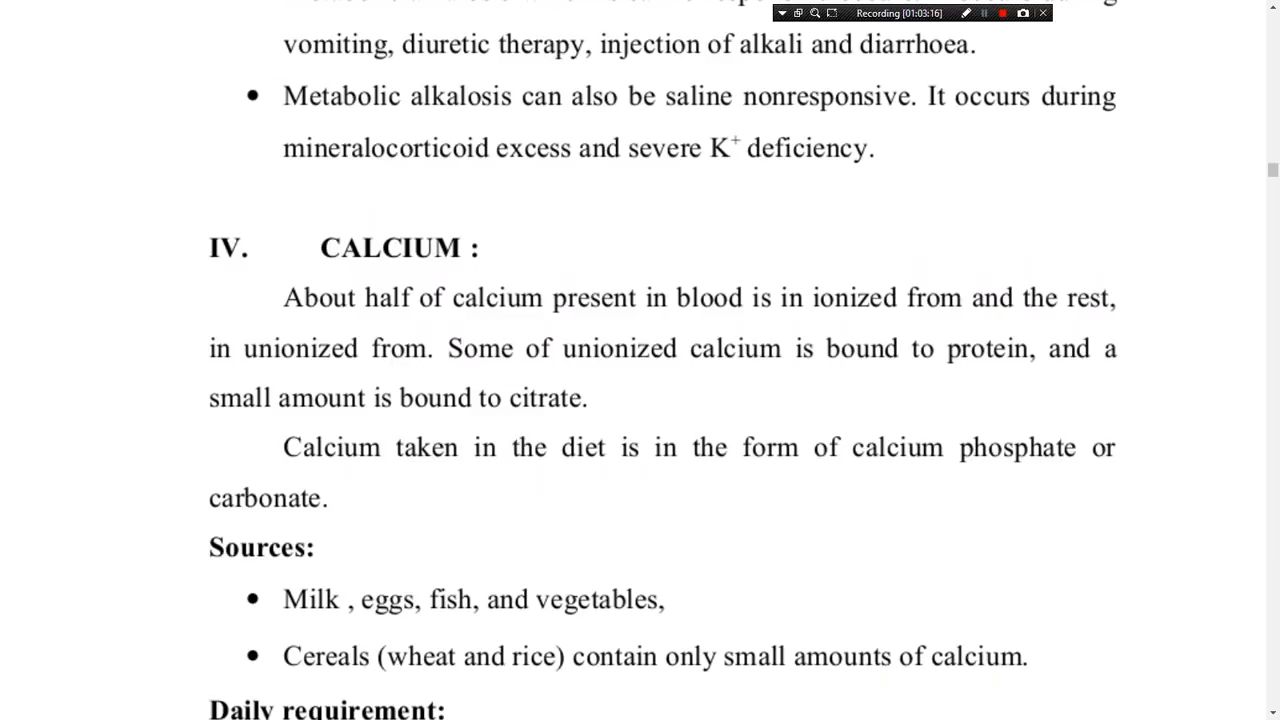 Recording [01:03:16]
vomiting, diuretic therapy, injection of alkali and diarrhoea.
• Metabolic alkalosis can also be saline nonresponsive. It occurs during
mineralocorticoid excess and severe K⁺ deficiency.
IV. CALCIUM :
About half of calcium present in blood is in ionized from and the rest,
in unionized from. Some of unionized calcium is bound to protein, and a
small amount is bound to citrate.
Calcium taken in the diet is in the form of calcium phosphate or
carbonate.
Sources:
• Milk , eggs, fish, and vegetables,
• Cereals (wheat and rice) contain only small amounts of calcium.
Daily requirement: